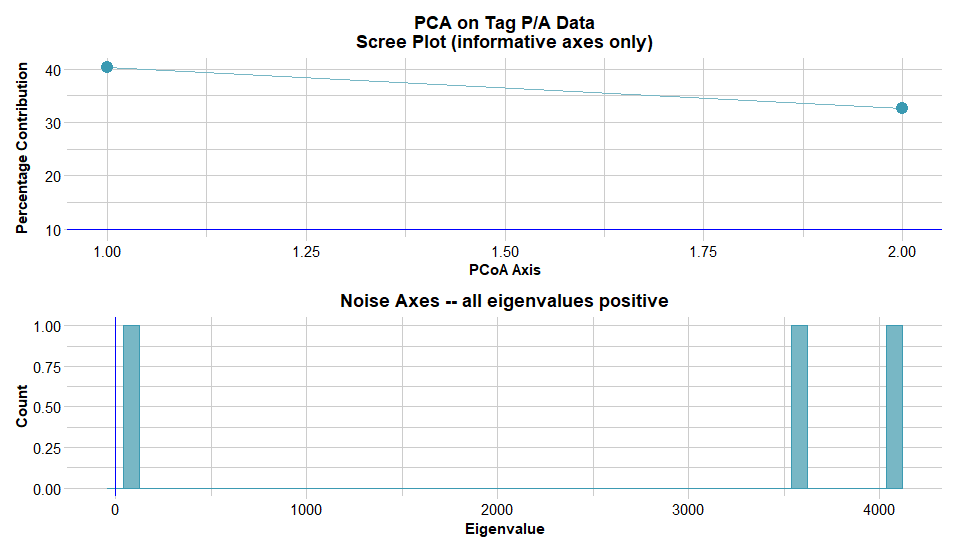 PCA on Tag P/A Data
Scree Plot (informative axes only)
Percentage Contribution
40
30
20
10
1.00 1.25 1.50 1.75 2.00
PCoA Axis
Noise Axes -- all eigenvalues positive
Count
1.00
0.75
0.50
0.25
0.00
0 1000 2000 3000 4000
Eigenvalue